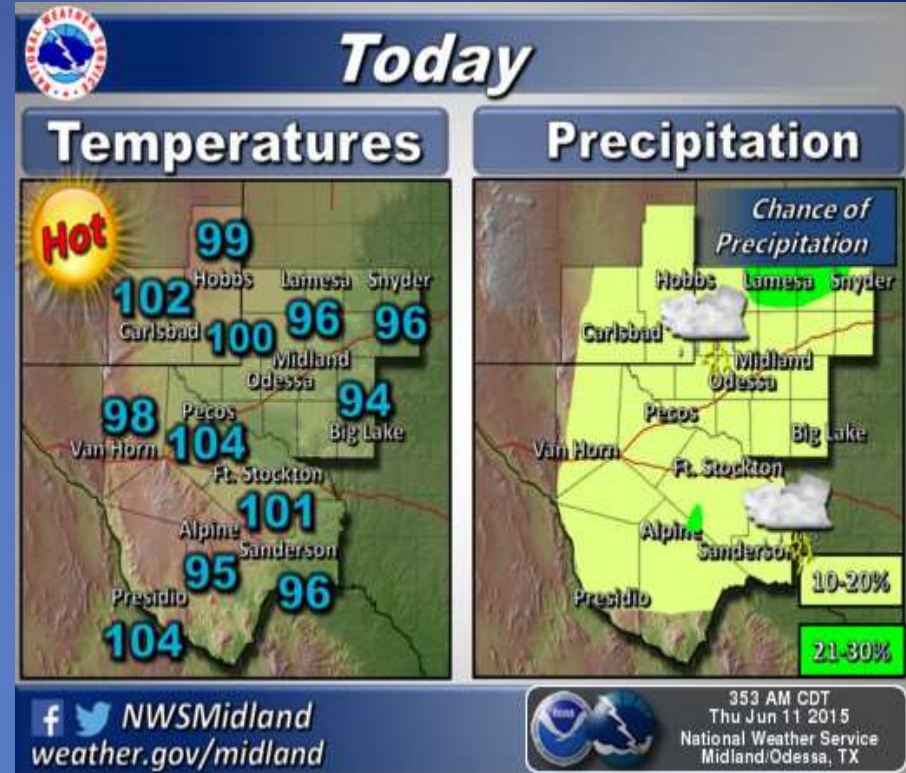 NATIONAL WEATHER SERVICE
Today
Temperatures
Hot
99
Hobbs
Lamesa
Snyder
102
Carlsbad
100
96
96
Midland
Odessa
98
Pecos
94
Van Horn
104
Big Lake
Ft. Stockton
101
Alpine
Sanderson
95
96
Presidio
104
Precipitation
Chance of
Precipitation
Hobbs
Lamesa
Snyder
Carlsbad
Midland
Odessa
Pecos
Van Horn
Big Lake
Ft. Stockton
Alpine
Sanderson
Presidio
10-20%
21-30%
NWSMidland
weather.gov/midland
353 AM CDT
Thu Jun 11 2015
National Weather Service
Midland/Odessa, TX